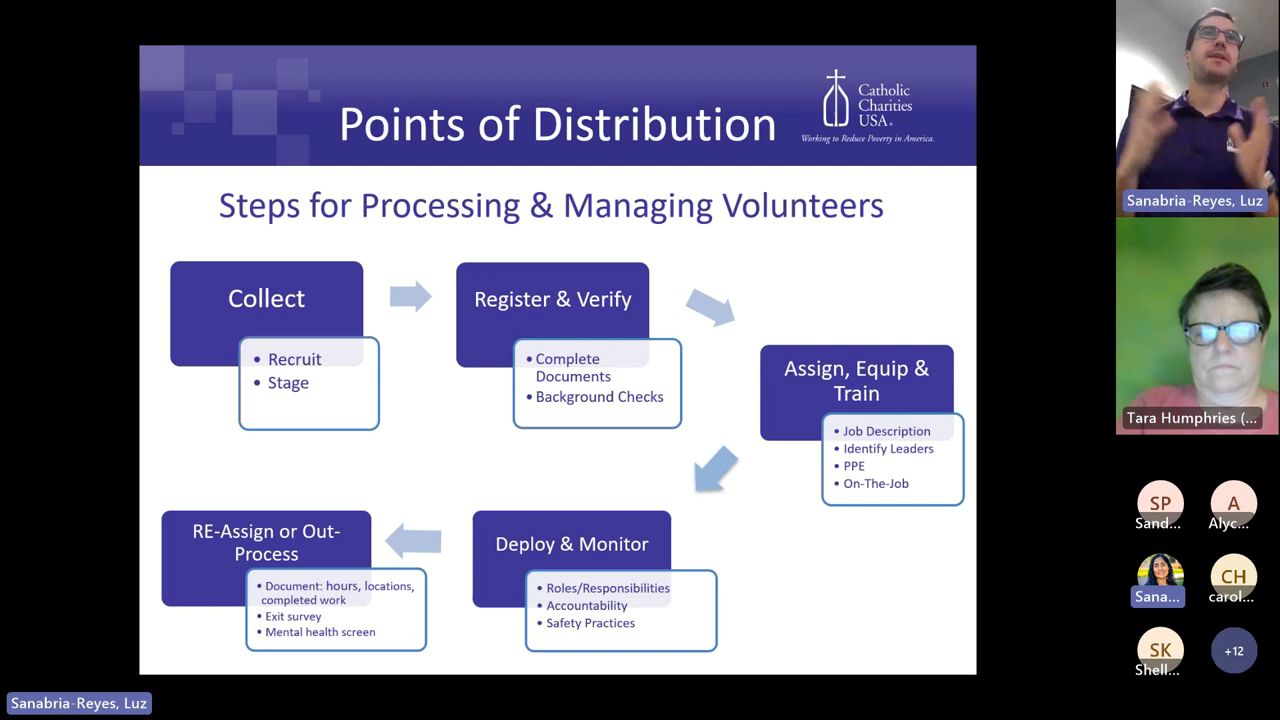 Points of Distribution
Catholic
Charities
USA®
Working to Reduce Poverty in America.
Steps for Processing & Managing Volunteers
Collect
• Recruit
• Stage
Register & Verify
• Complete
Documents
• Background Checks
Assign, Equip &
Train
• Job Description
• Identify Leaders
• PPE
• On-The-Job
Deploy & Monitor
• Roles/Responsibilities
• Accountability
• Safety Practices
RE-Assign or Out-
Process
• Document: hours, locations,
completed work
• Exit survey
• Mental health screen
Sanabria-Reyes, Luz
Tara Humphries (...
SP
Sand...
A
Alyc...
Sana...
CH
carol...
SK
Shell...
+12
Sanabria-Reyes, Luz